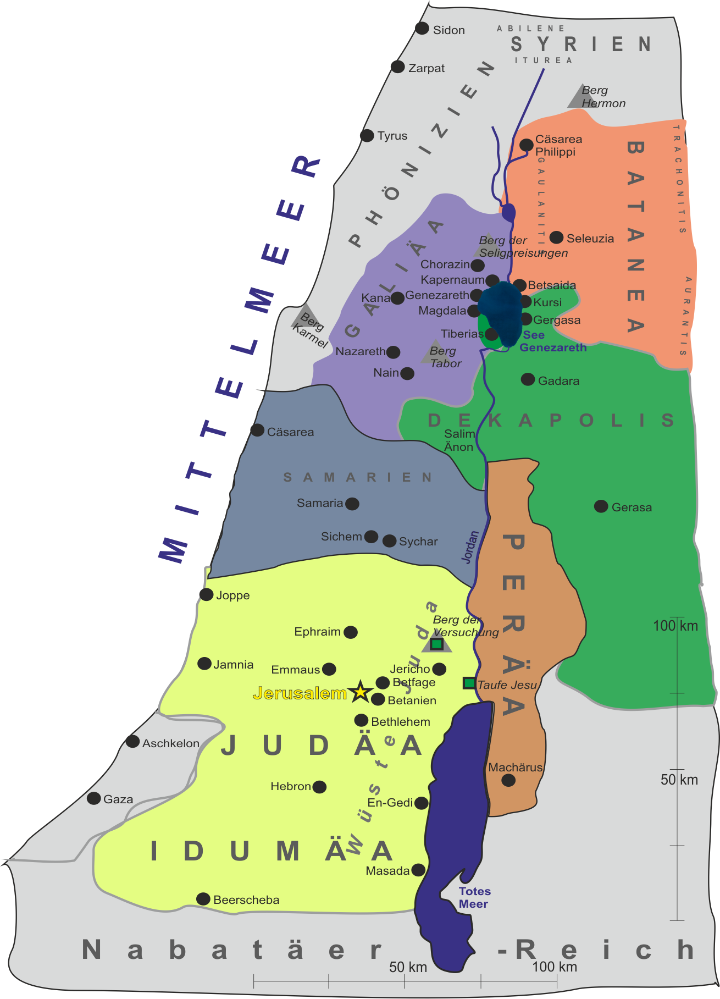 Sidon
ABILENE
SYRIEN
ITUREA
Zarpat
Berg
Hermon
PHÖNIZIEN
Tyrus
Cäsarea
Philippi
TRACHONITIS
BATANEA
GAULANITIS
MITTELMEER
GALILÄA
Seleuzia
Berg der
Seligpreisungen
Chorazin
Kapernaum
Betsaida
AURANTIS
Kana
Genezareth
Kursi
Magdala
Gergasa
Berg
Karmel
Tiberias
See
Genezareth
Nazareth
Berg
Tabor
Nain
Gadara
DEKAPOLIS
Cäsarea
Salim
Änon
SAMARIEN
Samaria
Gerasa
Sichem
Sychar
Jordan
PERÄA
Joppe
Berg der
Versuchung
100 km
Ephraim
Jamnia
Emmaus
Jericho
Betfage
Taufe Jesu
Jerusalem
Betanien
Bethlehem
Wüste Juda
Aschkelon
JUDÄA
Machärus
50 km
Hebron
Gaza
En-Gedi
IDUMÄA
Masada
Totes
Meer
Beerscheba
Nabatäer -Reich
50 km
100 km